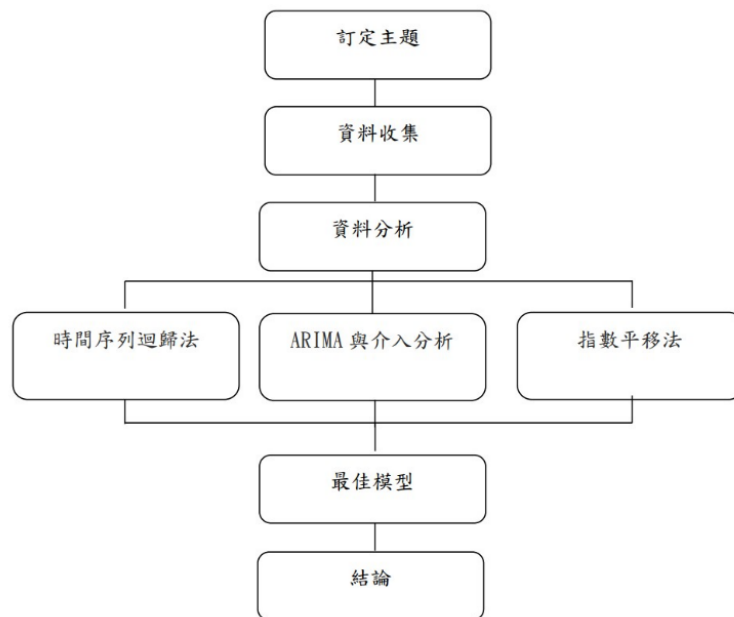 訂定主題
資料收集
資料分析
時間序列迴歸法
ARIMA 與介入分析
指數平移法
最佳模型
結論